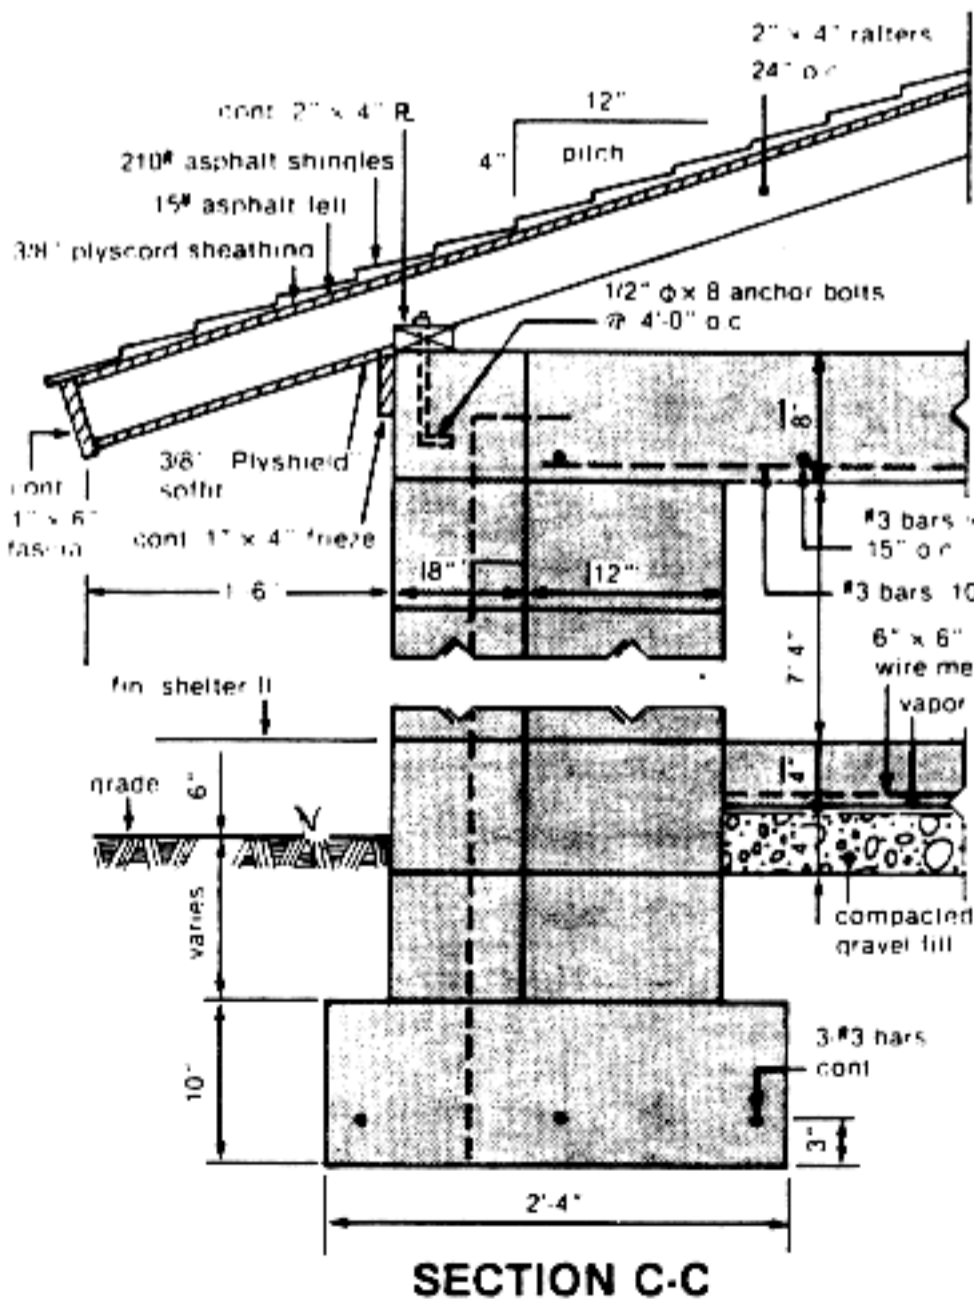 2" x 4" rafters
24" o.c.
cont. 2" x 4" PL
12"
4"
pitch
210# asphalt shingles
15# asphalt felt
3/8" plyscord sheathing
1/2" ф x 8 anchor bolts
@ 4'-0" o.c.
8"
3/8" Plyshield
soffit
cont.
1" x 6"
fascia
cont. 1" x 4" frieze
#3 bars
15" o.c.
#3 bars 10
8"
12"
1'-6"
6" x 6"
wire me
vapor
7'-4"
fin. shelter fl.
grade
6"
4"
4"
varies
compacted
gravel fill
10"
3-#3 bars
cont.
3"
2'-4"
SECTION C-C